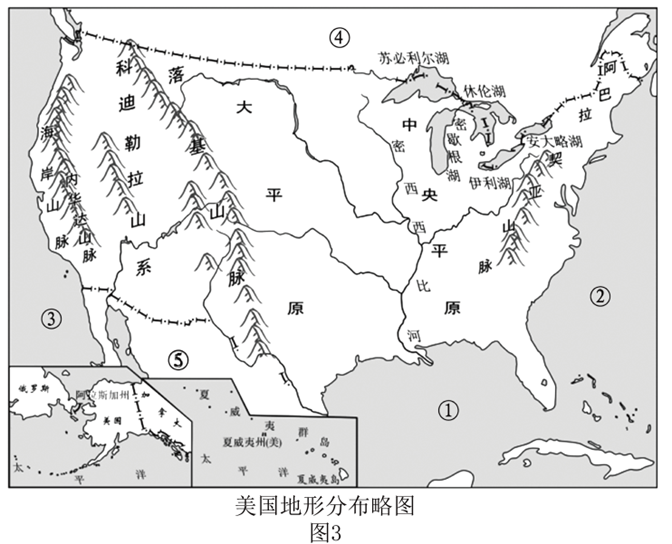 ④
苏必利尔湖
休伦湖
科迪勒拉山系
落基山脉
大平原
中央平原
密西西比河
密歇根湖
安大略湖
伊利湖
阿巴拉契亚山脉
海岸山脉
内华达山脉
③
②
⑤
①
俄罗斯
阿拉斯加州
美国
加拿大
太平洋
夏威夷群岛
夏威夷州(美)
太平洋
夏威夷岛
美国地形分布略图
图3